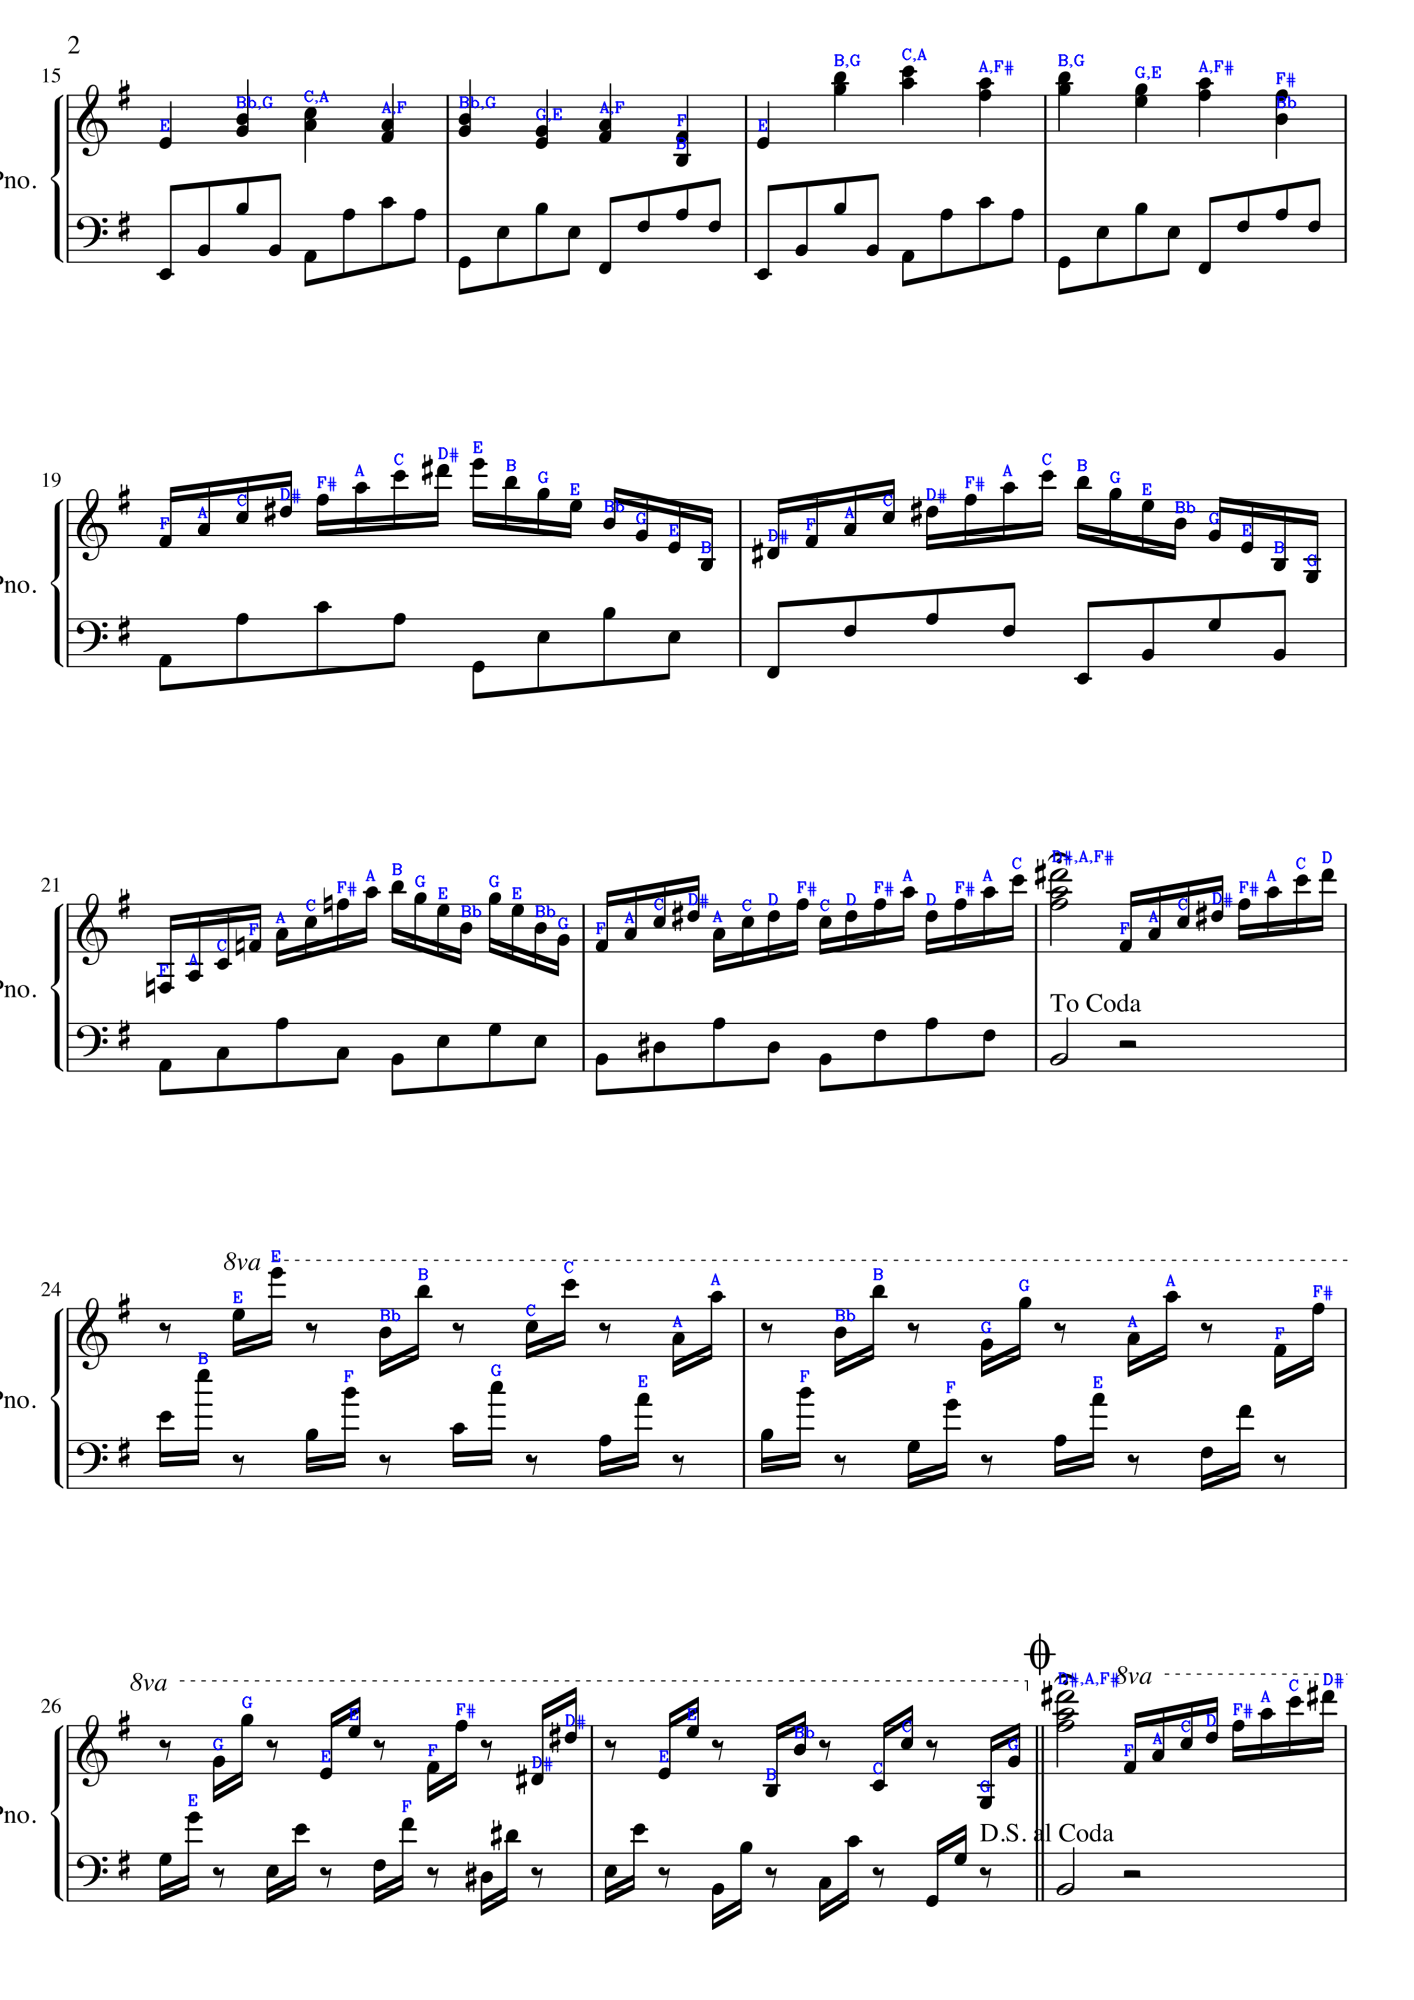 2
15
E Bb,G C,A A,F Bb,G G,E A,F F B E B,G C,A A,F# B,G G,E A,F# F# Bb
Pno.
19
F A C D# F# A C D# E B G E Bb G E B D# F A C D# F# A C B G E Bb G E B G
Pno.
21
F A C F A C F# A B G E Bb G E Bb G F A C D# A C D F# C D F# A D F# A C D#,A,F# F A C D# F# A C D
To Coda
Pno.
8va
24
E E Bb B C C A A Bb B G G A A F F#
B F G E F F E
Pno.
8va 8va
26
G G E E F F# D# D# E E B Bb C C G G D#,A,F# F A C D F# A C D#
E F
D.S. al Coda
Pno.